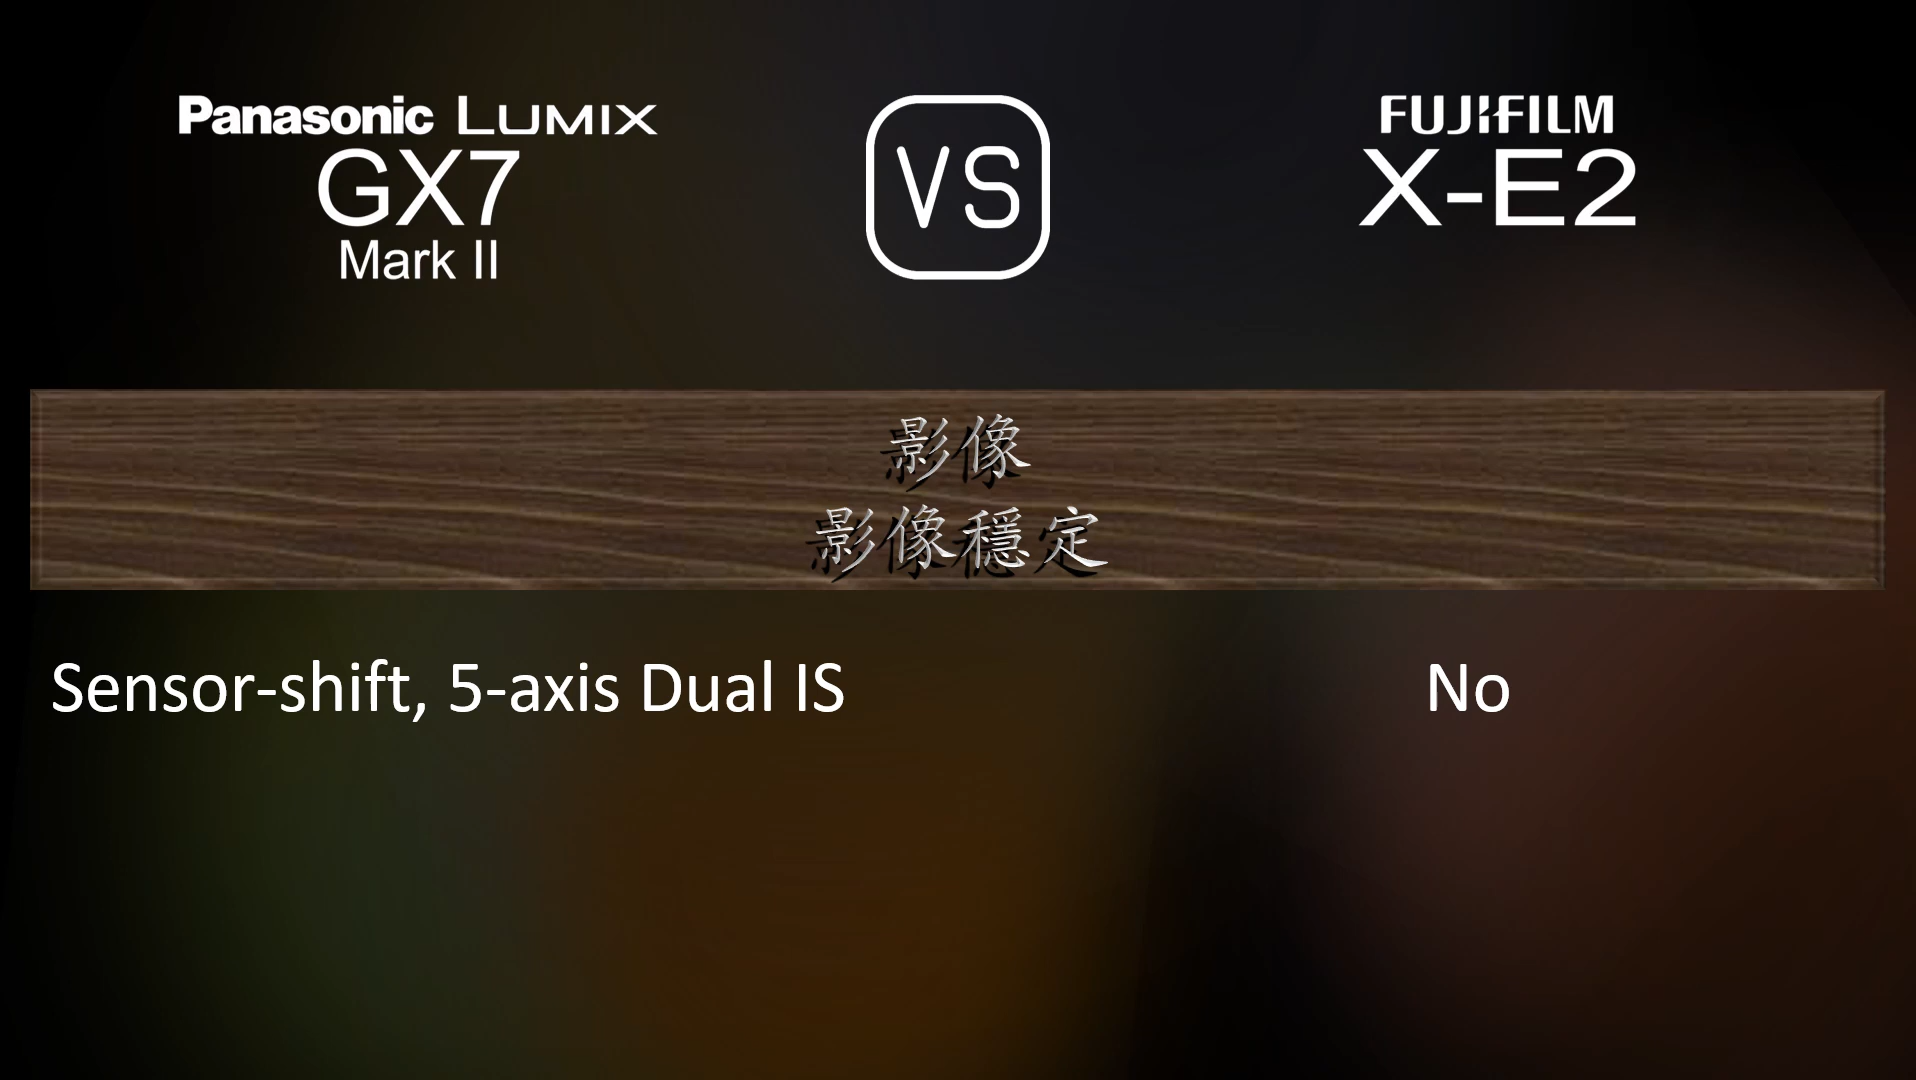 Panasonic LUMIX
GX7
Mark II
VS
FUJIFILM
X-E2
影像
影像穩定
Sensor-shift, 5-axis Dual IS
No